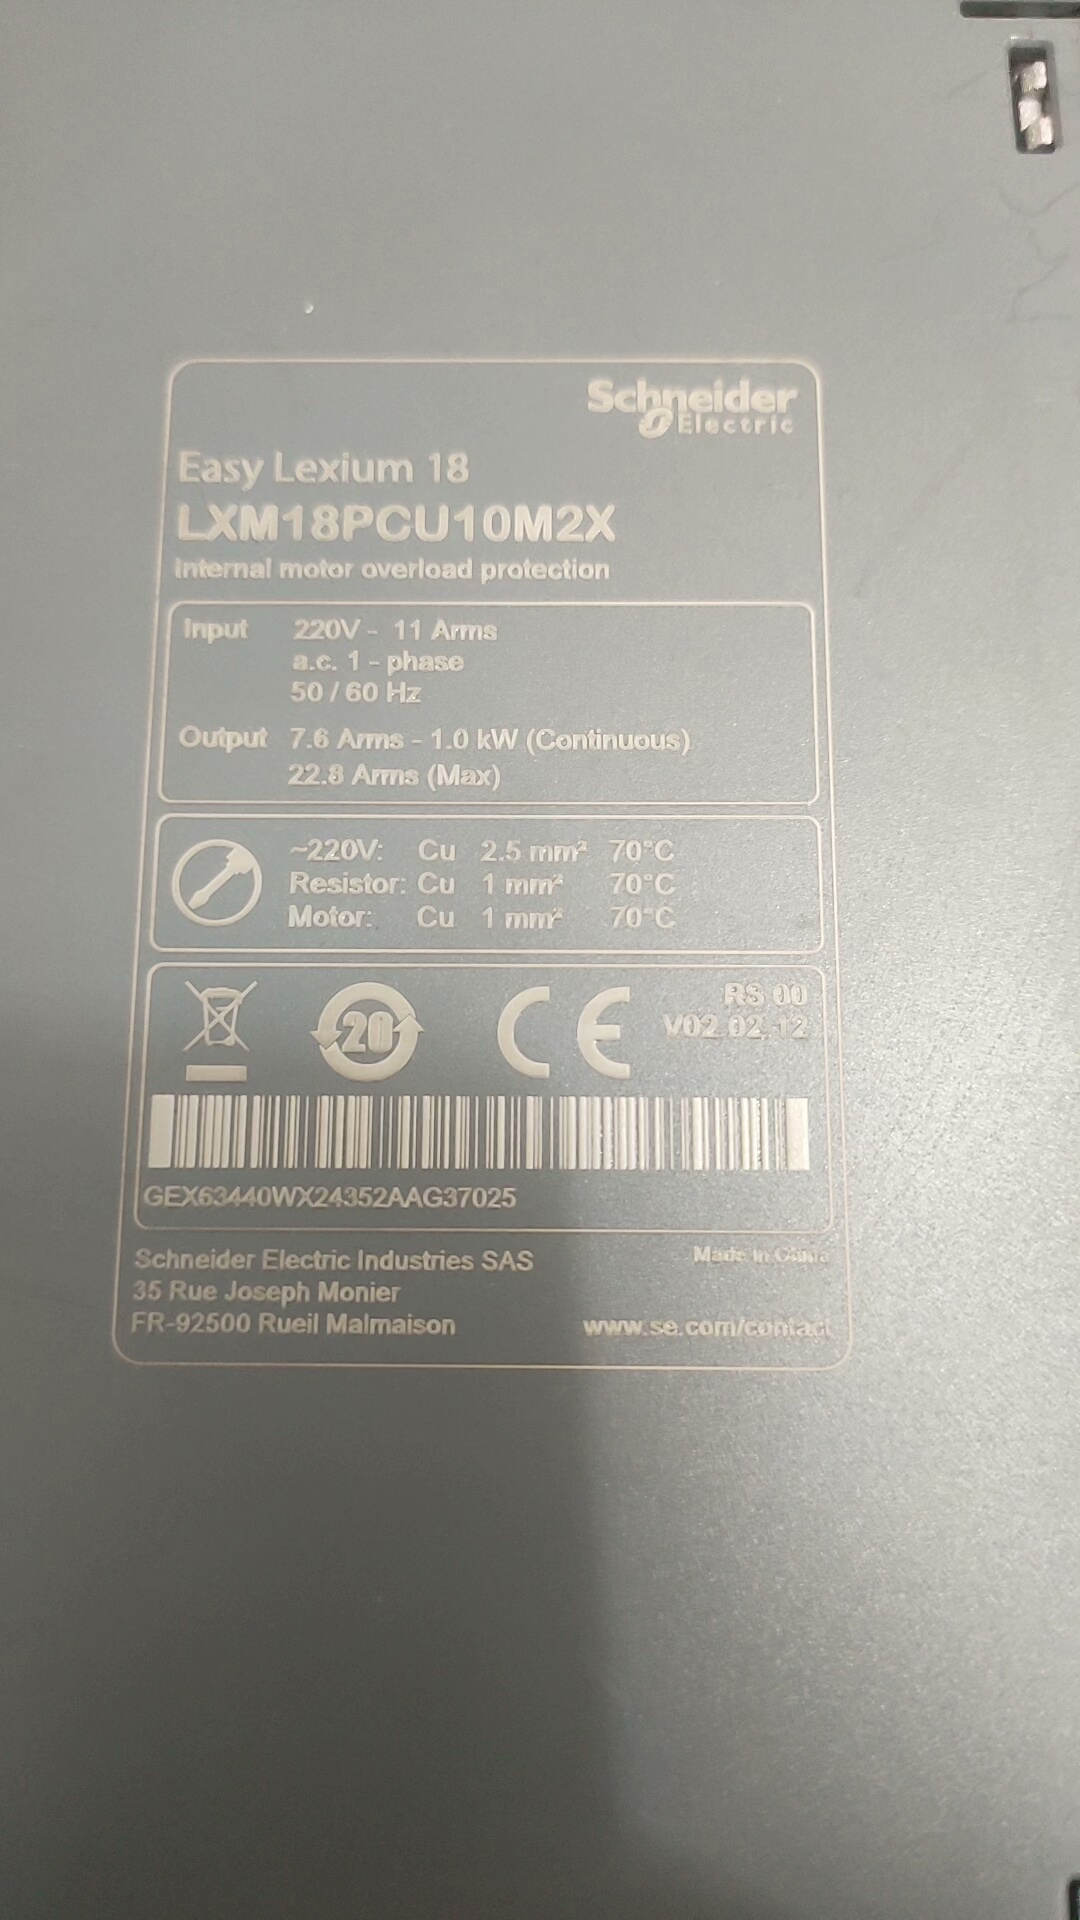 Schneider
Electric
Easy Lexium 18
LXM18PCU10M2X
Internal motor overload protection
Input 220V - 11 Arms
a.c. 1 - phase
50 / 60 Hz
Output 7.6 Arms - 1.0 kW (Continuous)
22.8 Arms (Max)
~220V: Cu 2.5 mm² 70°C
Resistor: Cu 1 mm² 70°C
Motor: Cu 1 mm² 70°C
20
CE
RS 00
V02.02.12
GEX63440WX24352AAG37025
Schneider Electric Industries SAS
Made in China
35 Rue Joseph Monier
FR-92500 Rueil Malmaison
www.se.com/contact